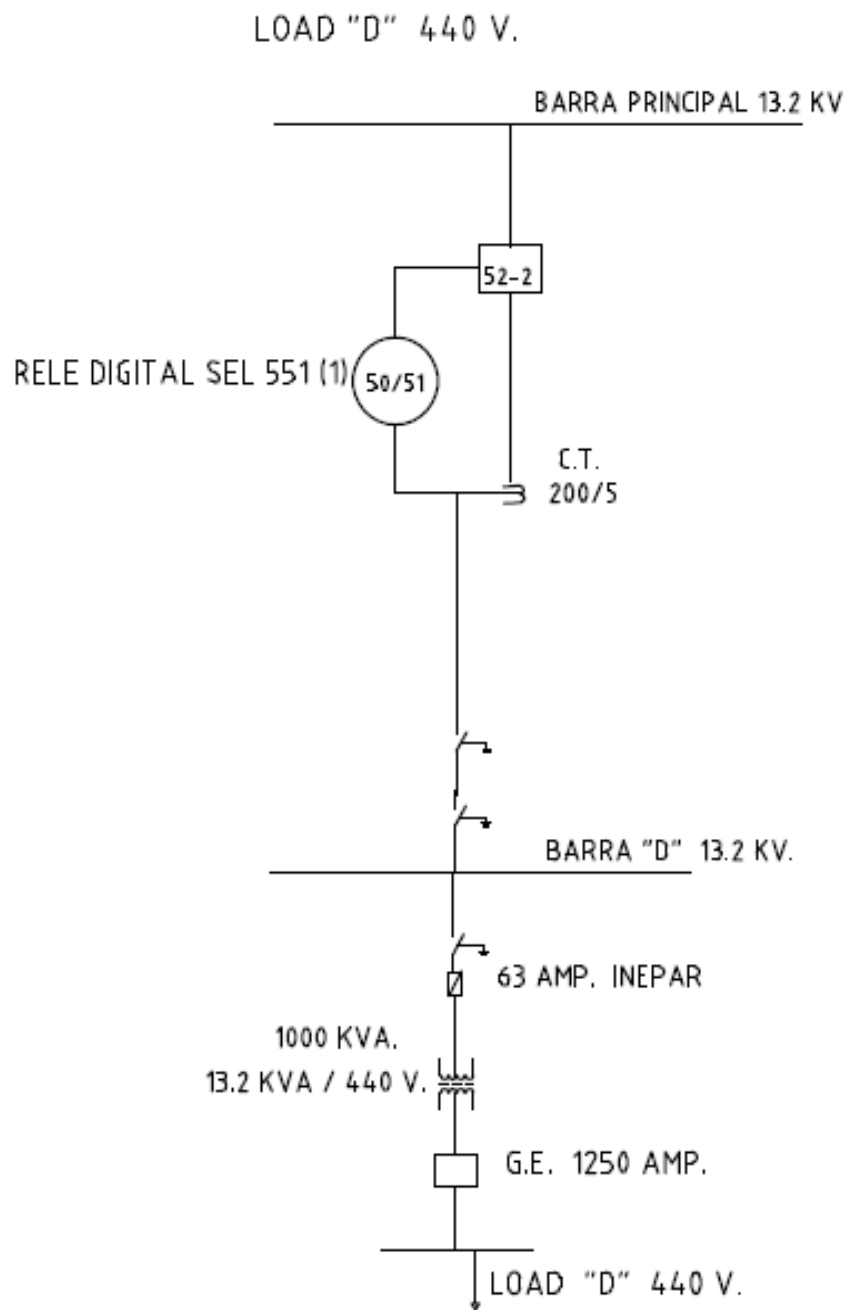 LOAD "D" 440 V.
BARRA PRINCIPAL 13.2 KV
52-2
RELE DIGITAL SEL 551 (1)
50/51
C.T.
200/5
BARRA "D" 13.2 KV.
63 AMP. INEPAR
1000 KVA.
13.2 KVA / 440 V.
G.E. 1250 AMP.
LOAD "D" 440 V.